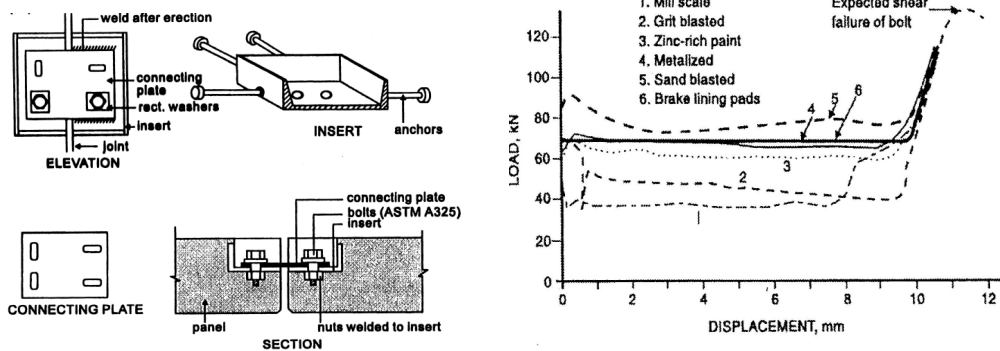 weld after erection
connecting
plate
rect. washers
insert
joint
ELEVATION
INSERT
anchors
CONNECTING PLATE
connecting plate
bolts (ASTM A325)
insert
panel
nuts welded to insert
SECTION
1. Mill scale
2. Grit blasted
3. Zinc-rich paint
4. Metalized
5. Sand blasted
6. Brake lining pads
Expected shear
failure of bolt
LOAD, kN
120
100
80
60
40
20
0
4
5
6
3
2
1
0
2
4
6
8
10
12
DISPLACEMENT, mm